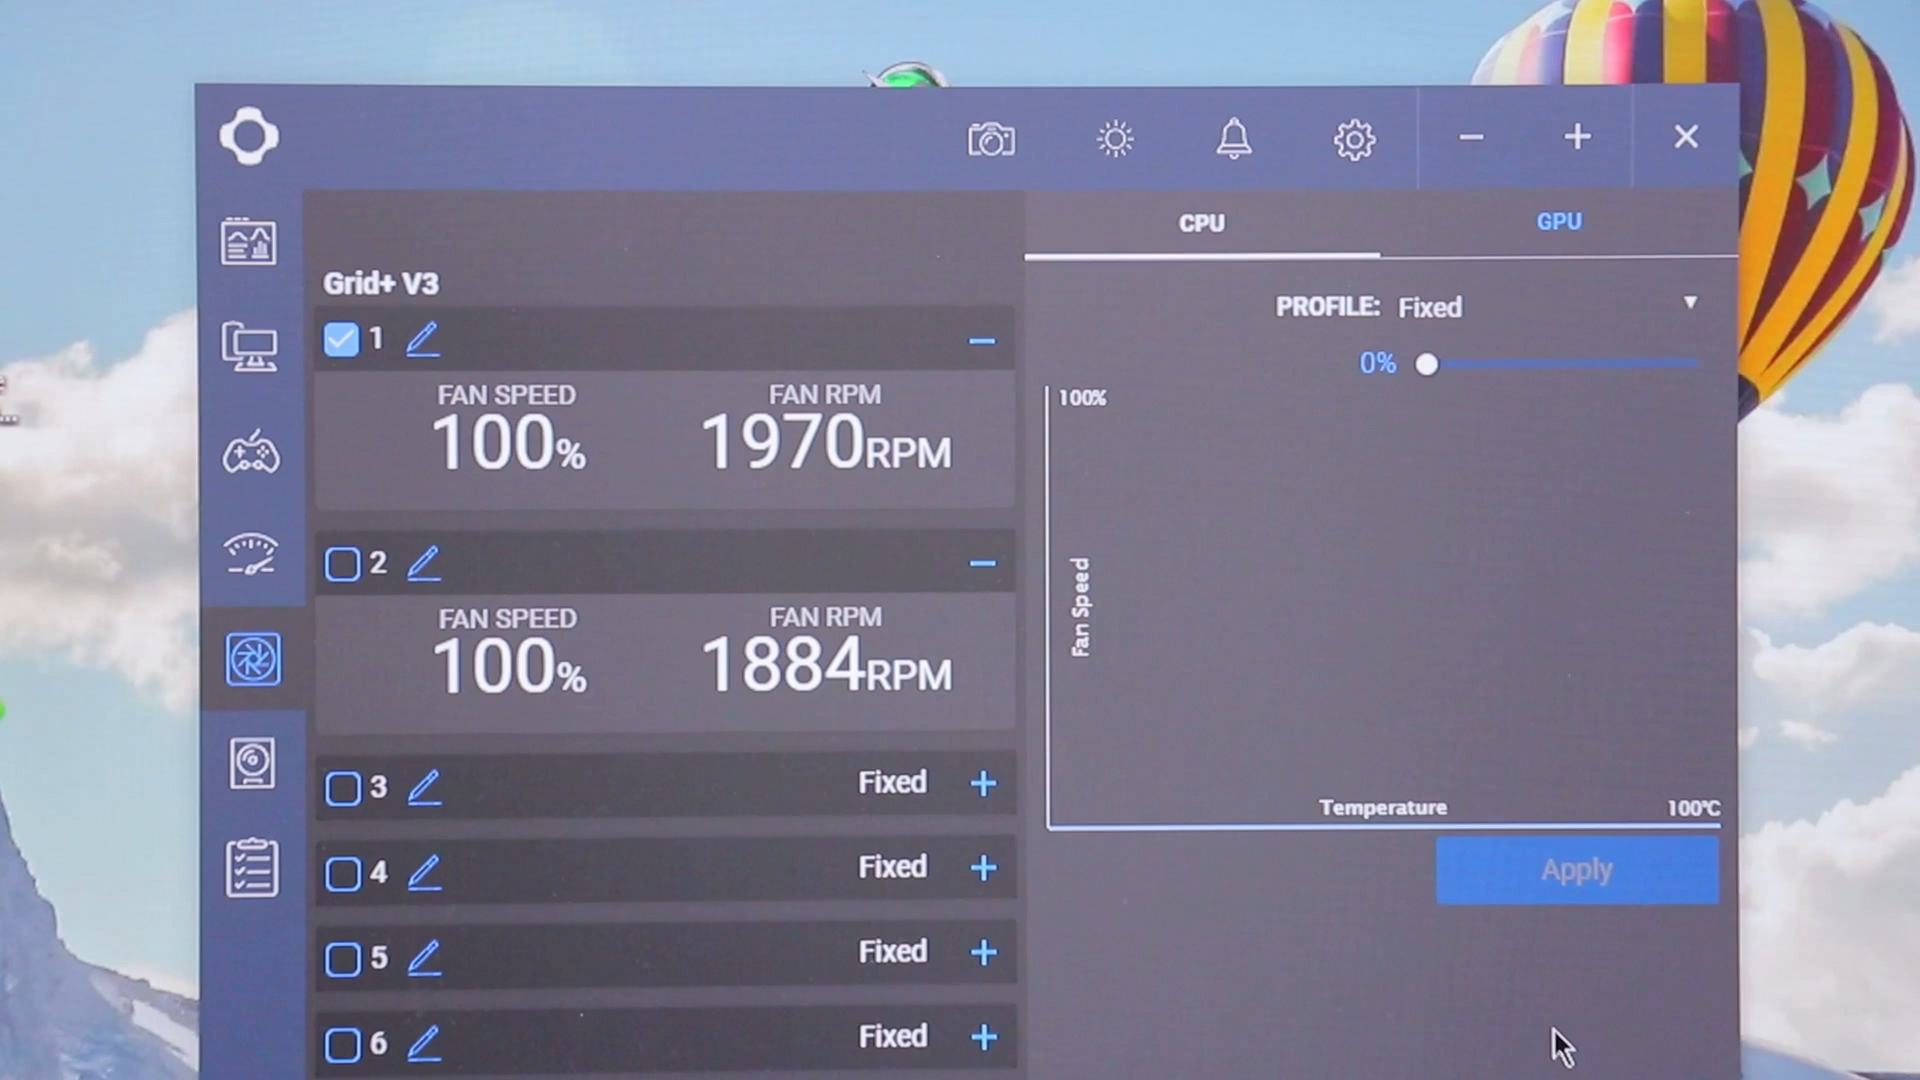 CPU
GPU
Grid+ V3
PROFILE: Fixed
1
0%
FAN SPEED
FAN RPM
100%
1970RPM
100%
2
FAN SPEED
FAN RPM
100%
1884RPM
Fan Speed
3
Fixed
Temperature
100°C
4
Fixed
Apply
5
Fixed
6
Fixed